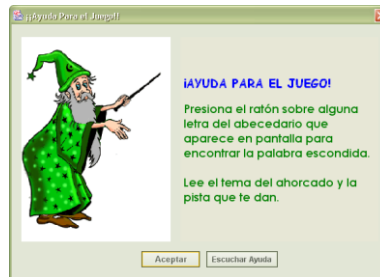 ¡¡Ayuda Para el Juego!!
¡AYUDA PARA EL JUEGO!
Presiona el ratón sobre alguna
letra del abecedario que
aparece en pantalla para
encontrar la palabra escondida.
Lee el tema del ahorcado y la
pista que te dan.
Aceptar
Escuchar Ayuda